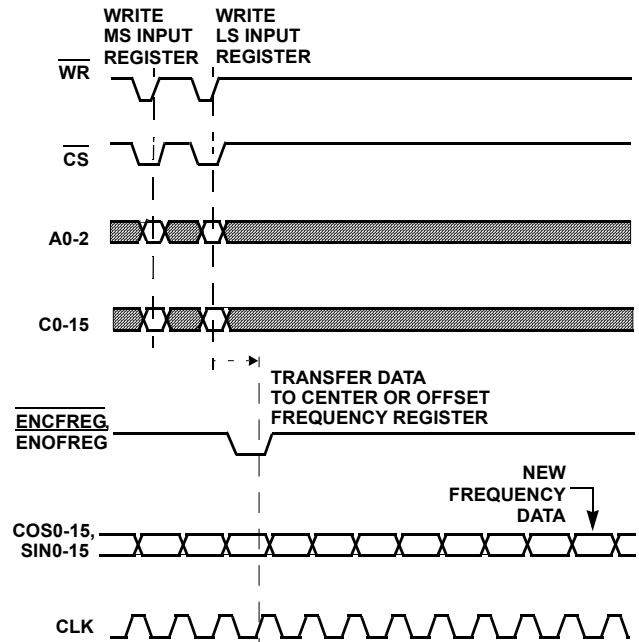 WRITE
MS INPUT
REGISTER
WRITE
LS INPUT
REGISTER
WR
CS
A0-2
C0-15
TRANSFER DATA
TO CENTER OR OFFSET
FREQUENCY REGISTER
ENCFREG,
ENOFREG
NEW
FREQUENCY
DATA
COS0-15,
SIN0-15
CLK